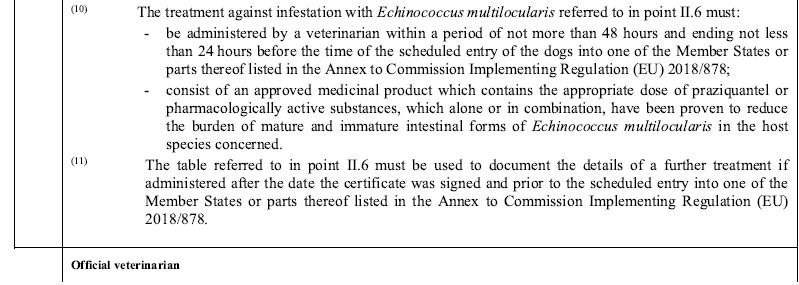 (10) The treatment against infestation with Echinococcus multilocularis referred to in point II.6 must:
- be administered by a veterinarian within a period of not more than 48 hours and ending not less
than 24 hours before the time of the scheduled entry of the dogs into one of the Member States or
parts thereof listed in the Annex to Commission Implementing Regulation (EU) 2018/878;
- consist of an approved medicinal product which contains the appropriate dose of praziquantel or
pharmacologically active substances, which alone or in combination, have been proven to reduce
the burden of mature and immature intestinal forms of Echinococcus multilocularis in the host
species concerned.
(11) The table referred to in point II.6 must be used to document the details of a further treatment if
administered after the date the certificate was signed and prior to the scheduled entry into one of the
Member States or parts thereof listed in the Annex to Commission Implementing Regulation (EU)
2018/878.
Official veterinarian